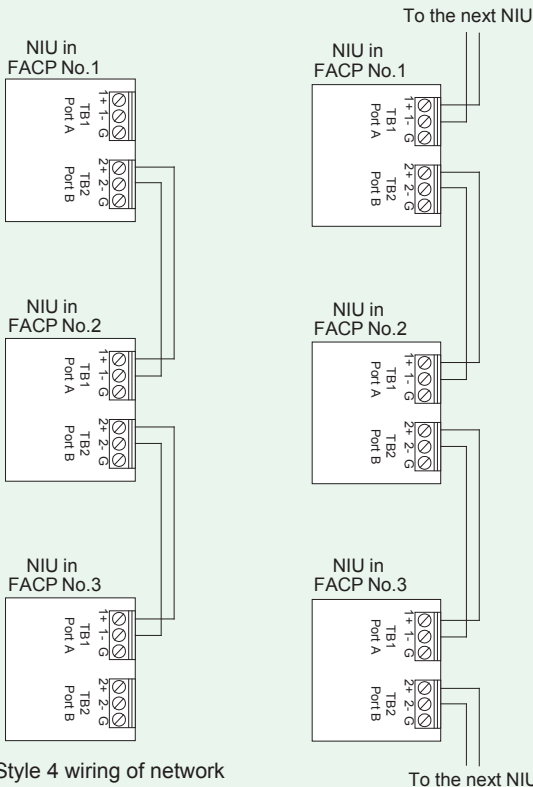 To the next NIU
NIU in
FACP No.1
1+ 1- G
TB1
Port A
2+ 2- G
TB2
Port B
NIU in
FACP No.2
1+ 1- G
TB1
Port A
2+ 2- G
TB2
Port B
NIU in
FACP No.3
1+ 1- G
TB1
Port A
2+ 2- G
TB2
Port B
Style 4 wiring of network
NIU in
FACP No.1
1+ 1- G
TB1
Port A
2+ 2- G
TB2
Port B
NIU in
FACP No.2
1+ 1- G
TB1
Port A
2+ 2- G
TB2
Port B
NIU in
FACP No.3
1+ 1- G
TB1
Port A
2+ 2- G
TB2
Port B
To the next NIU